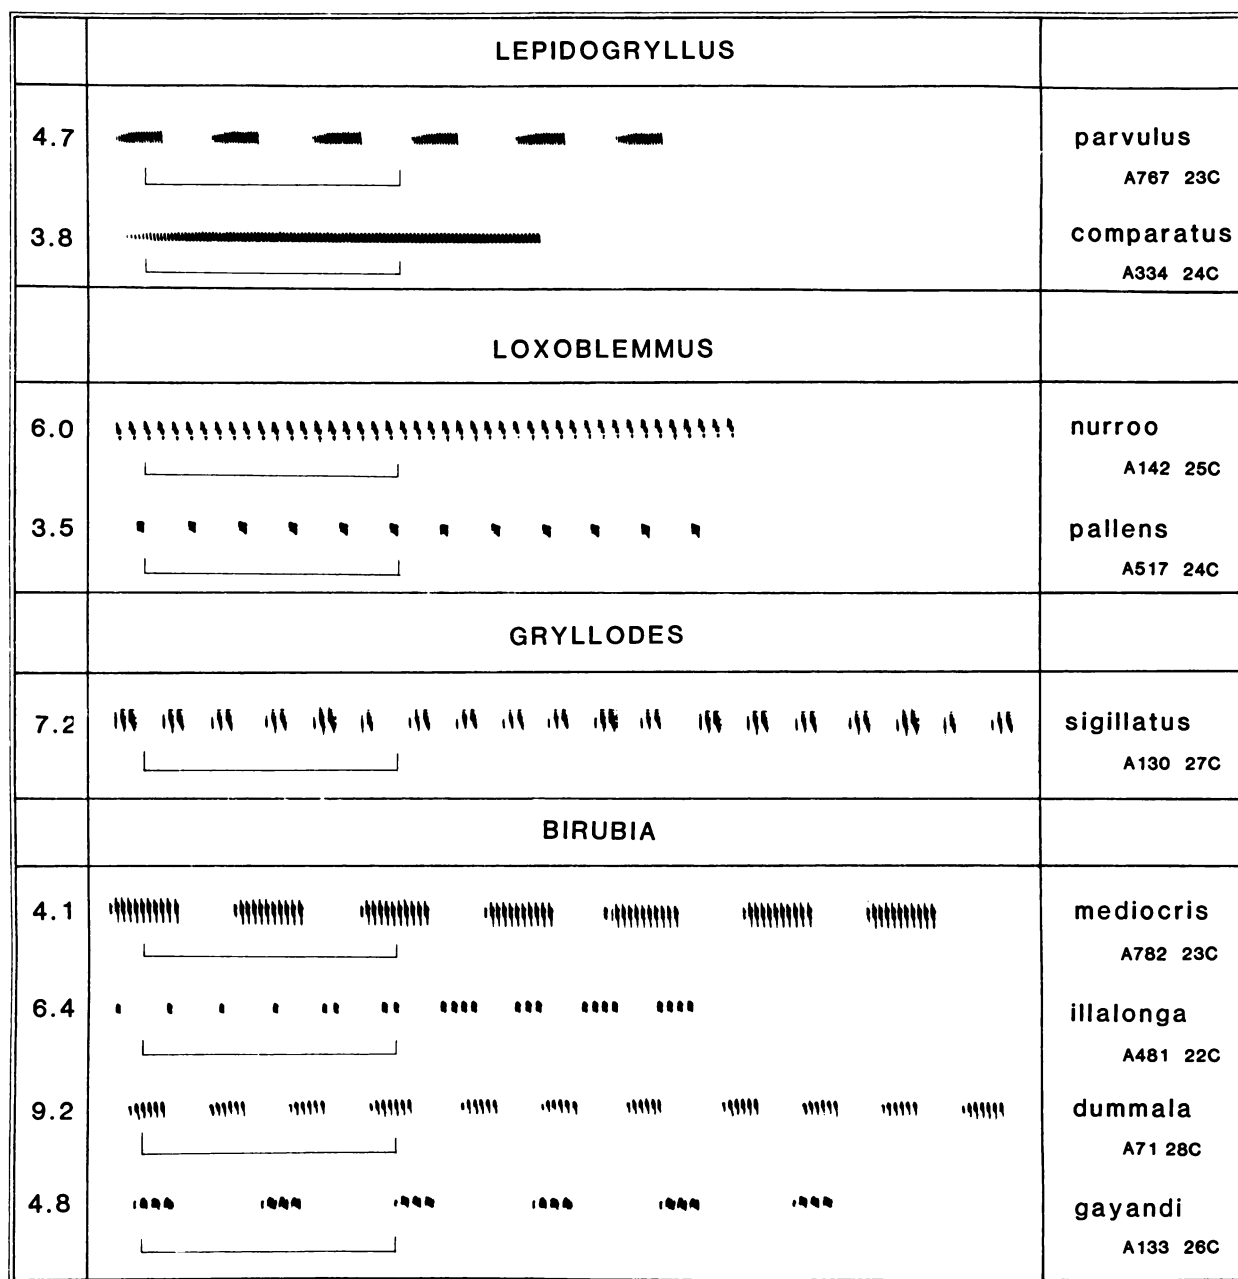 LEPIDOGRYLLUS
4.7 parvulus
A767 23C
3.8 comparatus
A334 24C
LOXOBLEMMUS
6.0 nurroo
A142 25C
3.5 pallens
A517 24C
GRYLLODES
7.2 sigillatus
A130 27C
BIRUBIA
4.1 mediocris
A782 23C
6.4 illalonga
A481 22C
9.2 dummala
A71 28C
4.8 gayandi
A133 26C